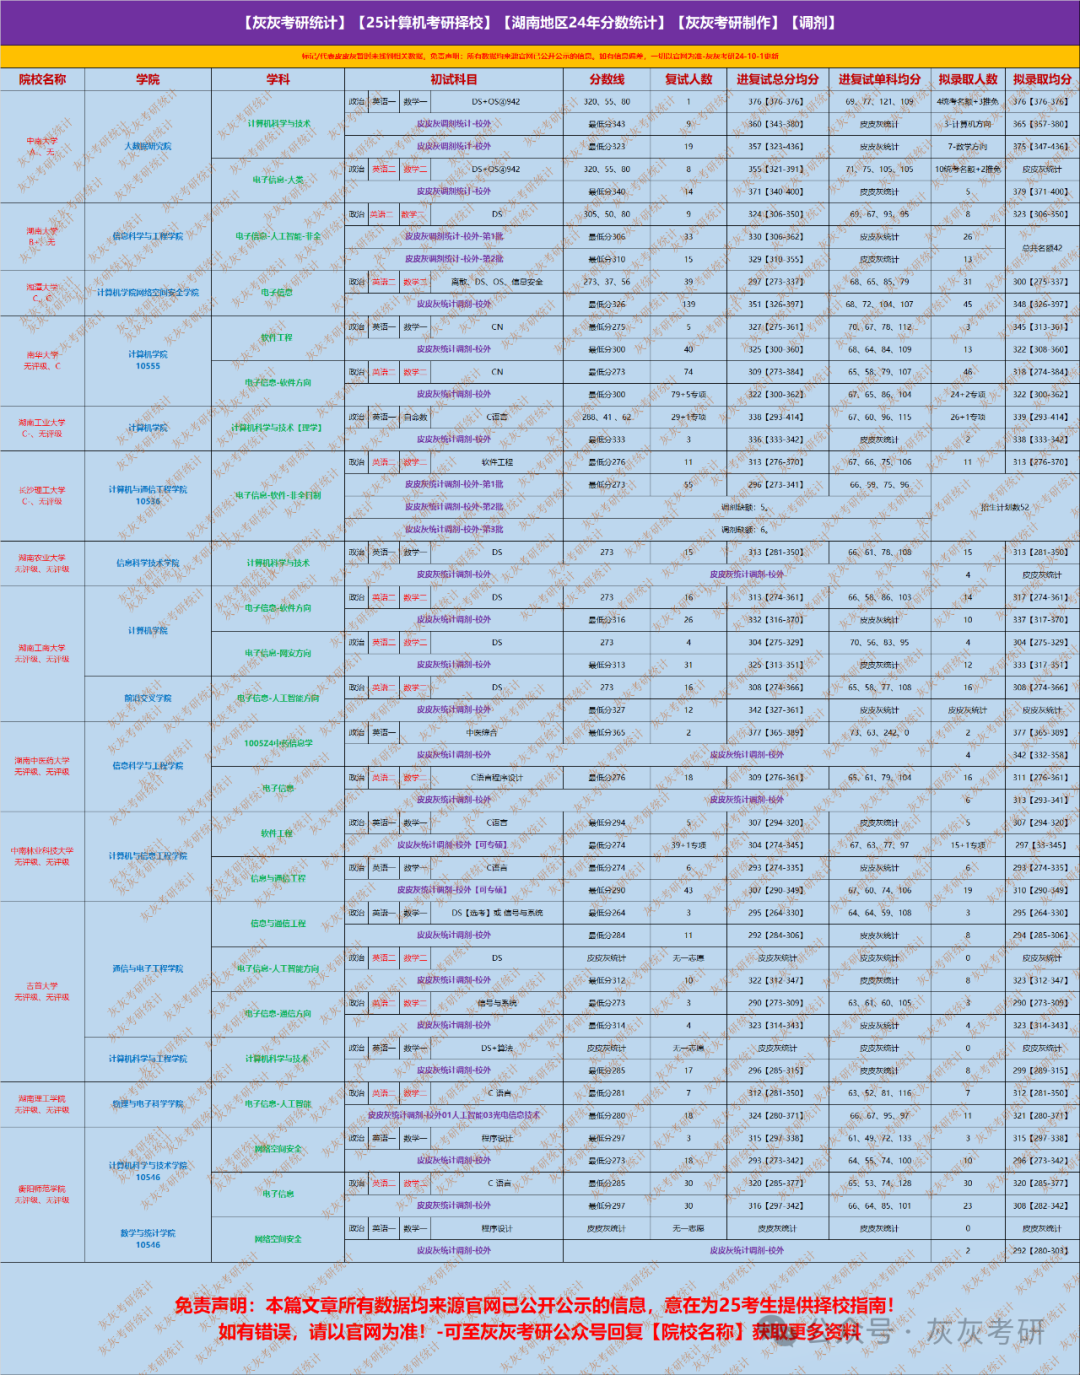 【灰灰考研统计】【25计算机考研择校】【湖南地区24年分数统计】【灰灰考研制作】【调剂】
院校名称 学院 学科 初试科目 分数线 复试人数 进复试总分均分 进复试单科均分 拟录取人数 拟录取均分
中南大学 A、无 大数据研究院 计算机科学与技术 政治 英语一 数学一 DS+OS@942 320、55、80 1 376【376-376】 69、77、121、109 4统考名额+3推免 376【376-376】
皮皮灰调剂统计-校外 最低分343 9 360【343-380】 皮皮灰统计 3-计算机方向 365【357-380】
皮皮灰调剂统计-校外 最低分323 19 357【323-436】 皮皮灰统计 7-数学方向 375【347-436】
电子信息-大类 政治 英语二 数学二 DS+OS@942 320、55、80 8 355【321-391】 71、75、105、105 10统考名额+2推免 皮皮灰统计
皮皮灰调剂统计-校外 最低分340 14 371【340-400】 皮皮灰统计 5 379【371-400】
湖南大学 B+、无 信息科学与工程学院 电子信息-人工智能-非全 政治 英语二 数学二 DS 305、50、80 9 324【306-350】 69、67、93、95 8 323【306-350】
皮皮灰调剂统计-校外-第1批 最低分306 33 330【306-362】 皮皮灰统计 26 总共名额42
皮皮灰调剂统计-校外-第2批 最低分310 15 329【310-355】 皮皮灰统计 13
湘潭大学 C、C 计算机学院网络空间安全学院 电子信息 政治 英语二 数学二 离散、DS、OS、信息安全 273、37、56 39 297【273-337】 68、65、85、79 31 300【275-337】
皮皮灰统计调剂-校外 最低分326 139 351【326-397】 68、72、104、107 45 348【326-397】
南华大学 无评级、C 计算机学院 10555 软件工程 政治 英语一 数学一 CN 最低分275 5 327【275-361】 70、67、78、112 3 345【313-361】
皮皮灰统计调剂-校外 最低分300 40 325【300-360】 68、64、84、109 13 322【308-360】
电子信息-软件方向 政治 英语二 数学二 CN 最低分273 74 309【273-384】 65、58、79、107 46 318【274-384】
皮皮灰统计调剂-校外 最低分300 79+5专项 322【300-362】 67、65、86、104 24+2专项 322【300-362】
湖南工业大学 C-、无评级 计算机学院 计算机科学与技术【理学】 政治 英语一 自命数 C语言 288、41、62 29+1专项 338【293-414】 67、60、96、115 26+1专项 339【293-414】
皮皮灰统计调剂-校外 最低分333 3 336【333-342】 皮皮灰统计 2 338【333-342】
长沙理工大学 C-、无评级 计算机与通信工程学院 10536 电子信息-软件-非全日制 政治 英语二 数学二 软件工程 最低分276 11 313【276-370】 67、66、75、106 11 313【276-370】
皮皮灰统计调剂-校外-第1批 最低分273 55 296【273-341】 66、59、75、96 招生计划数52
皮皮灰统计调剂-校外-第2批 调剂缺额：5。
皮皮灰统计调剂-校外-第3批 调剂缺额：6。
湖南农业大学 无评级、无评级 信息科学技术学院 计算机科学与技术 政治 英语一 数学一 DS 273 15 313【281-350】 66、61、78、108 15 313【281-350】
皮皮灰统计调剂-校外 皮皮灰统计调剂-校外 4 皮皮灰统计
湖南工商大学 无评级、无评级 计算机学院 电子信息-软件方向 政治 英语二 数学二 DS 273 16 313【274-361】 66、58、86、103 14 317【274-361】
皮皮灰统计调剂-校外 最低分316 26 332【316-370】 皮皮灰统计 10 337【317-370】
电子信息-网安方向 政治 英语二 数学二 DS 273 4 304【275-329】 70、56、83、95 4 304【275-329】
皮皮灰统计调剂-校外 最低分313 31 325【313-351】 皮皮灰统计 12 333【317-351】
前沿交叉学院 电子信息-人工智能方向 政治 英语二 数学二 DS 273 16 308【274-366】 65、58、77、108 16 308【274-366】
皮皮灰统计调剂-校外 最低分327 12 342【327-361】 皮皮灰统计 皮皮灰统计 皮皮灰统计
湖南中医药大学 无评级、无评级 信息科学与工程学院 1005Z4中医信息学 政治 英语一 中医综合 最低分365 2 377【365-389】 73、63、242、0 2 377【365-389】
皮皮灰统计调剂-校外 皮皮灰统计调剂-校外 4 342【332-358】
电子信息 政治 英语二 数学二 C语言程序设计 最低分276 18 309【276-361】 65、61、79、104 16 311【276-361】
皮皮灰统计调剂-校外 皮皮灰统计调剂-校外 6 313【293-341】
中南林业科技大学 无评级、无评级 计算机与信息工程学院 软件工程 政治 英语一 数学一 C语言 最低分294 5 307【294-320】 皮皮灰统计 5 307【294-320】
皮皮灰统计调剂-校外【可专硕】 最低分274 39+1专项 304【274-345】 67、63、77、97 15+1专项 297【33-345】
信息与通信工程 政治 英语一 数学一 C语言 最低分274 6 293【274-335】 皮皮灰统计 6 293【274-335】
皮皮灰统计调剂-校外【可专硕】 最低分290 43 307【290-349】 67、60、74、106 19 310【290-349】
吉首大学 无评级、无评级 通信与电子工程学院 信息与通信工程 政治 英语一 数学一 DS【选考】或 信号与系统 最低分264 3 295【264-330】 64、64、59、108 3 295【264-330】
皮皮灰统计调剂-校外 最低分284 11 292【284-306】 皮皮灰统计 8 294【285-306】
电子信息-人工智能方向 政治 英语二 数学二 DS 皮皮灰统计 无一志愿 皮皮灰统计 皮皮灰统计 0 皮皮灰统计
皮皮灰统计调剂-校外 最低分312 10 322【312-347】 皮皮灰统计 8 323【312-347】
电子信息-通信方向 政治 英语二 数学二 信号与系统 最低分273 3 290【273-309】 63、61、60、105 3 290【273-309】
皮皮灰统计调剂-校外 最低分314 4 323【314-343】 皮皮灰统计 4 323【314-343】
计算机科学与工程学院 计算机科学与技术 政治 英语一 数学一 DS+算法 皮皮灰统计 无一志愿 皮皮灰统计 皮皮灰统计 0 皮皮灰统计
皮皮灰统计调剂-校外 最低分285 17 296【285-315】 皮皮灰统计 8 299【289-315】
湖南理工学院 无评级、无评级 物理与电子科学学院 电子信息-人工智能 政治 英语二 数学二 C 语言 最低分281 7 312【281-350】 63、52、81、116 7 312【281-350】
皮皮灰统计调剂-校外01人工智能03光电信息技术 最低分280 18 324【280-371】 66、67、95、97 11 321【280-371】
衡阳师范学院 无评级、无评级 计算机科学与技术学院 10546 网络空间安全 政治 英语一 数学一 程序设计 最低分297 3 315【297-338】 61、49、72、133 3 315【297-338】
皮皮灰统计调剂-校外 最低分273 18 293【273-342】 64、55、74、100 10 296【273-342】
电子信息 政治 英语二 数学二 C 语言 最低分285 30 320【285-377】 65、53、74、128 30 320【285-377】
皮皮灰统计调剂-校外 最低分297 30 316【297-342】 66、64、85、101 23 308【282-342】
数学与统计学院 10546 网络空间安全 政治 英语一 数学一 程序设计 皮皮灰统计 无一志愿 皮皮灰统计 皮皮灰统计 0 皮皮灰统计
皮皮灰统计调剂-校外 皮皮灰统计调剂-校外 2 292【280-303】
免责声明：本篇文章所有数据均来源官网已公开公示的信息，意在为25考生提供择校指南！
如有错误，请以官网为准！-可至灰灰考研公众号回复【院校名称】获取更多资料
公众号·灰灰考研